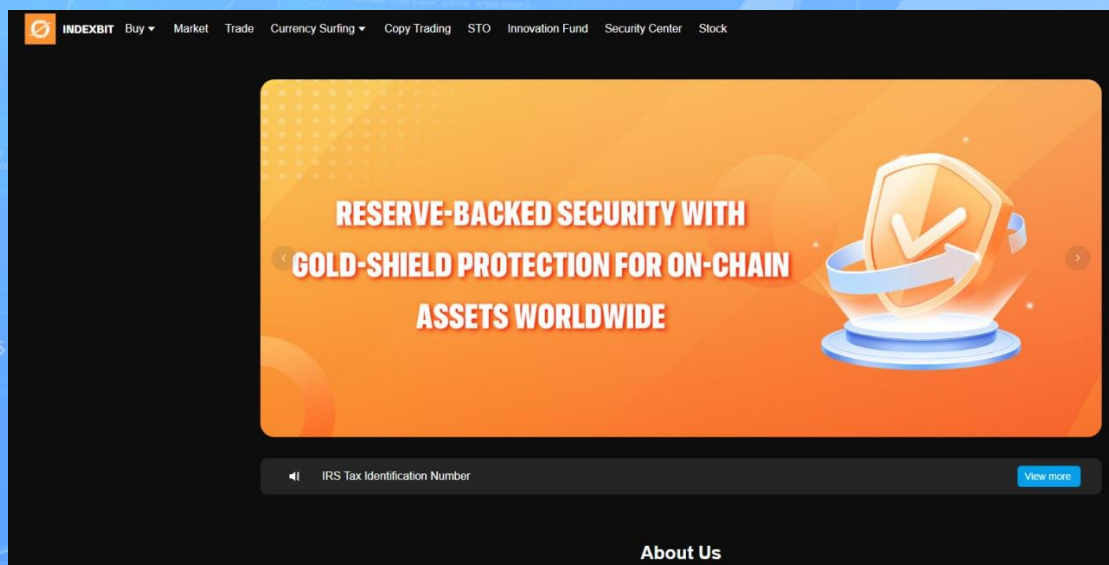 INDEXBIT Buy Market Trade Currency Surfing Copy Trading STO Innovation Fund Security Center Stock
RESERVE-BACKED SECURITY WITH
GOLD-SHIELD PROTECTION FOR ON-CHAIN
ASSETS WORLDWIDE
IRS Tax Identification Number View more
About Us